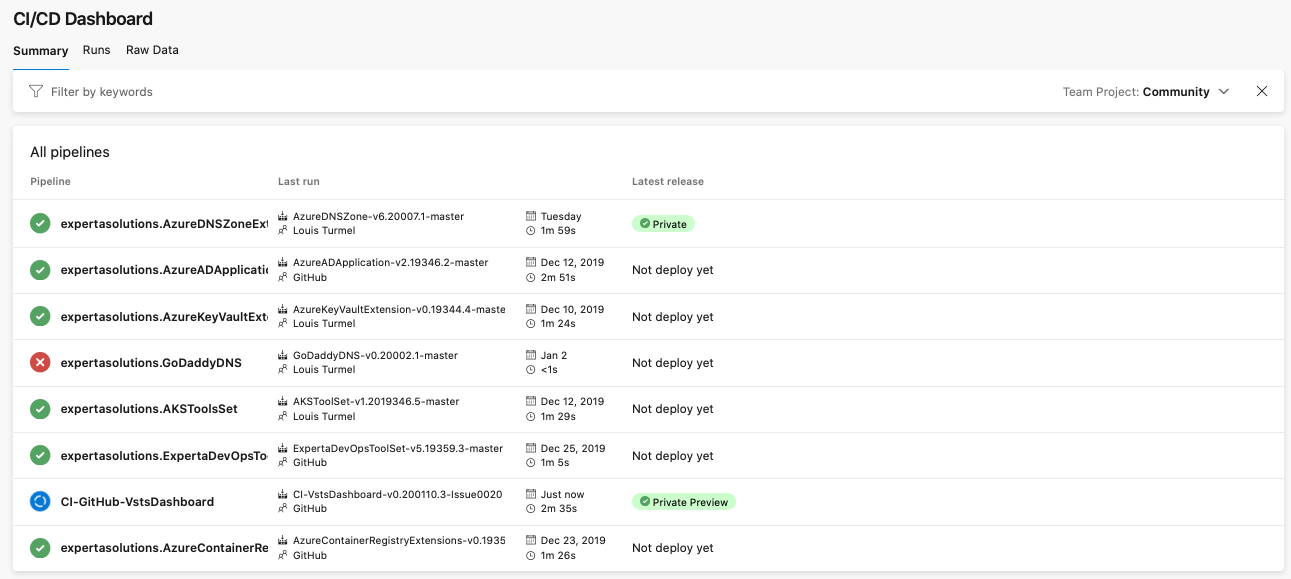 CI/CD Dashboard
Summary Runs Raw Data
Filter by keywords Team Project: Community
All pipelines
Pipeline Last run Latest release
expertasolutions.AzureDNSZoneExt AzureDNSZone-v6.20007.1-master Tuesday Private
Louis Turmel 1m 59s
expertasolutions.AzureADApplicatio AzureADApplication-v2.19346.2-master Dec 12, 2019 Not deploy yet
GitHub 2m 51s
expertasolutions.AzureKeyVaultExte AzureKeyVaultExtension-v0.19344.4-maste Dec 10, 2019 Not deploy yet
Louis Turmel 1m 24s
expertasolutions.GoDaddyDNS GoDaddyDNS-v0.20002.1-master Jan 2 Not deploy yet
Louis Turmel <1s
expertasolutions.AKSToolsSet AKSToolSet-v1.2019346.5-master Dec 12, 2019 Not deploy yet
Louis Turmel 1m 29s
expertasolutions.ExpertaDevOpsToo ExpertaDevOpsToolSet-v5.19359.3-master Dec 25, 2019 Not deploy yet
GitHub 1m 5s
CI-GitHub-VstsDashboard CI-VstsDashboard-v0.200110.3-Issue0020 Just now Private Preview
GitHub 2m 35s
expertasolutions.AzureContainerRe AzureContainerRegistryExtensions-v0.1935 Dec 23, 2019 Not deploy yet
GitHub 1m 26s